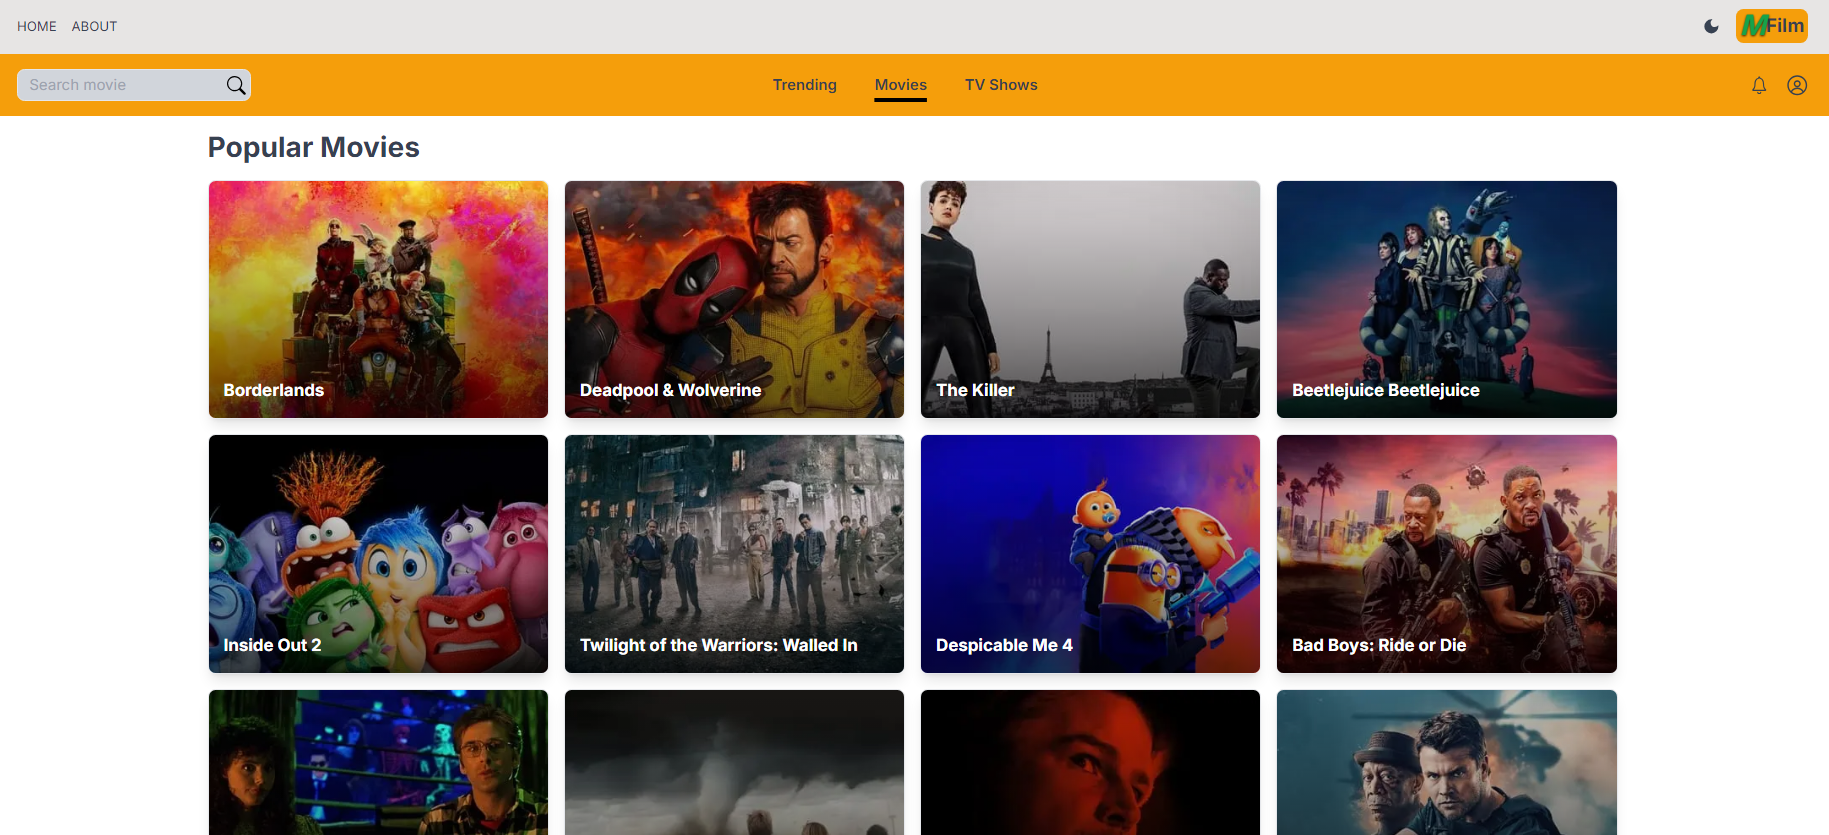 HOME ABOUT
MFilm
Search movie
Trending Movies TV Shows
Popular Movies
Borderlands
Deadpool & Wolverine
The Killer
Beetlejuice Beetlejuice
Inside Out 2
Twilight of the Warriors: Walled In
Despicable Me 4
Bad Boys: Ride or Die